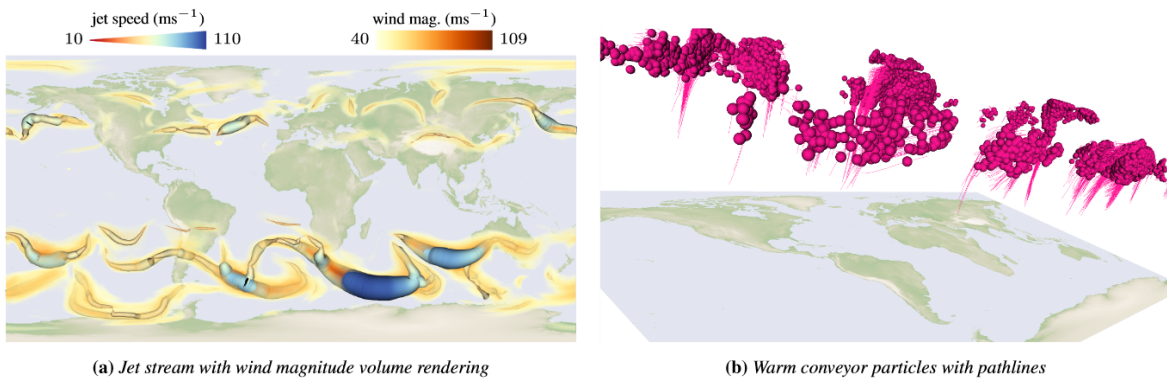 jet speed (ms⁻¹)
10 110
wind mag. (ms⁻¹)
40 109
(a) Jet stream with wind magnitude volume rendering
(b) Warm conveyor particles with pathlines